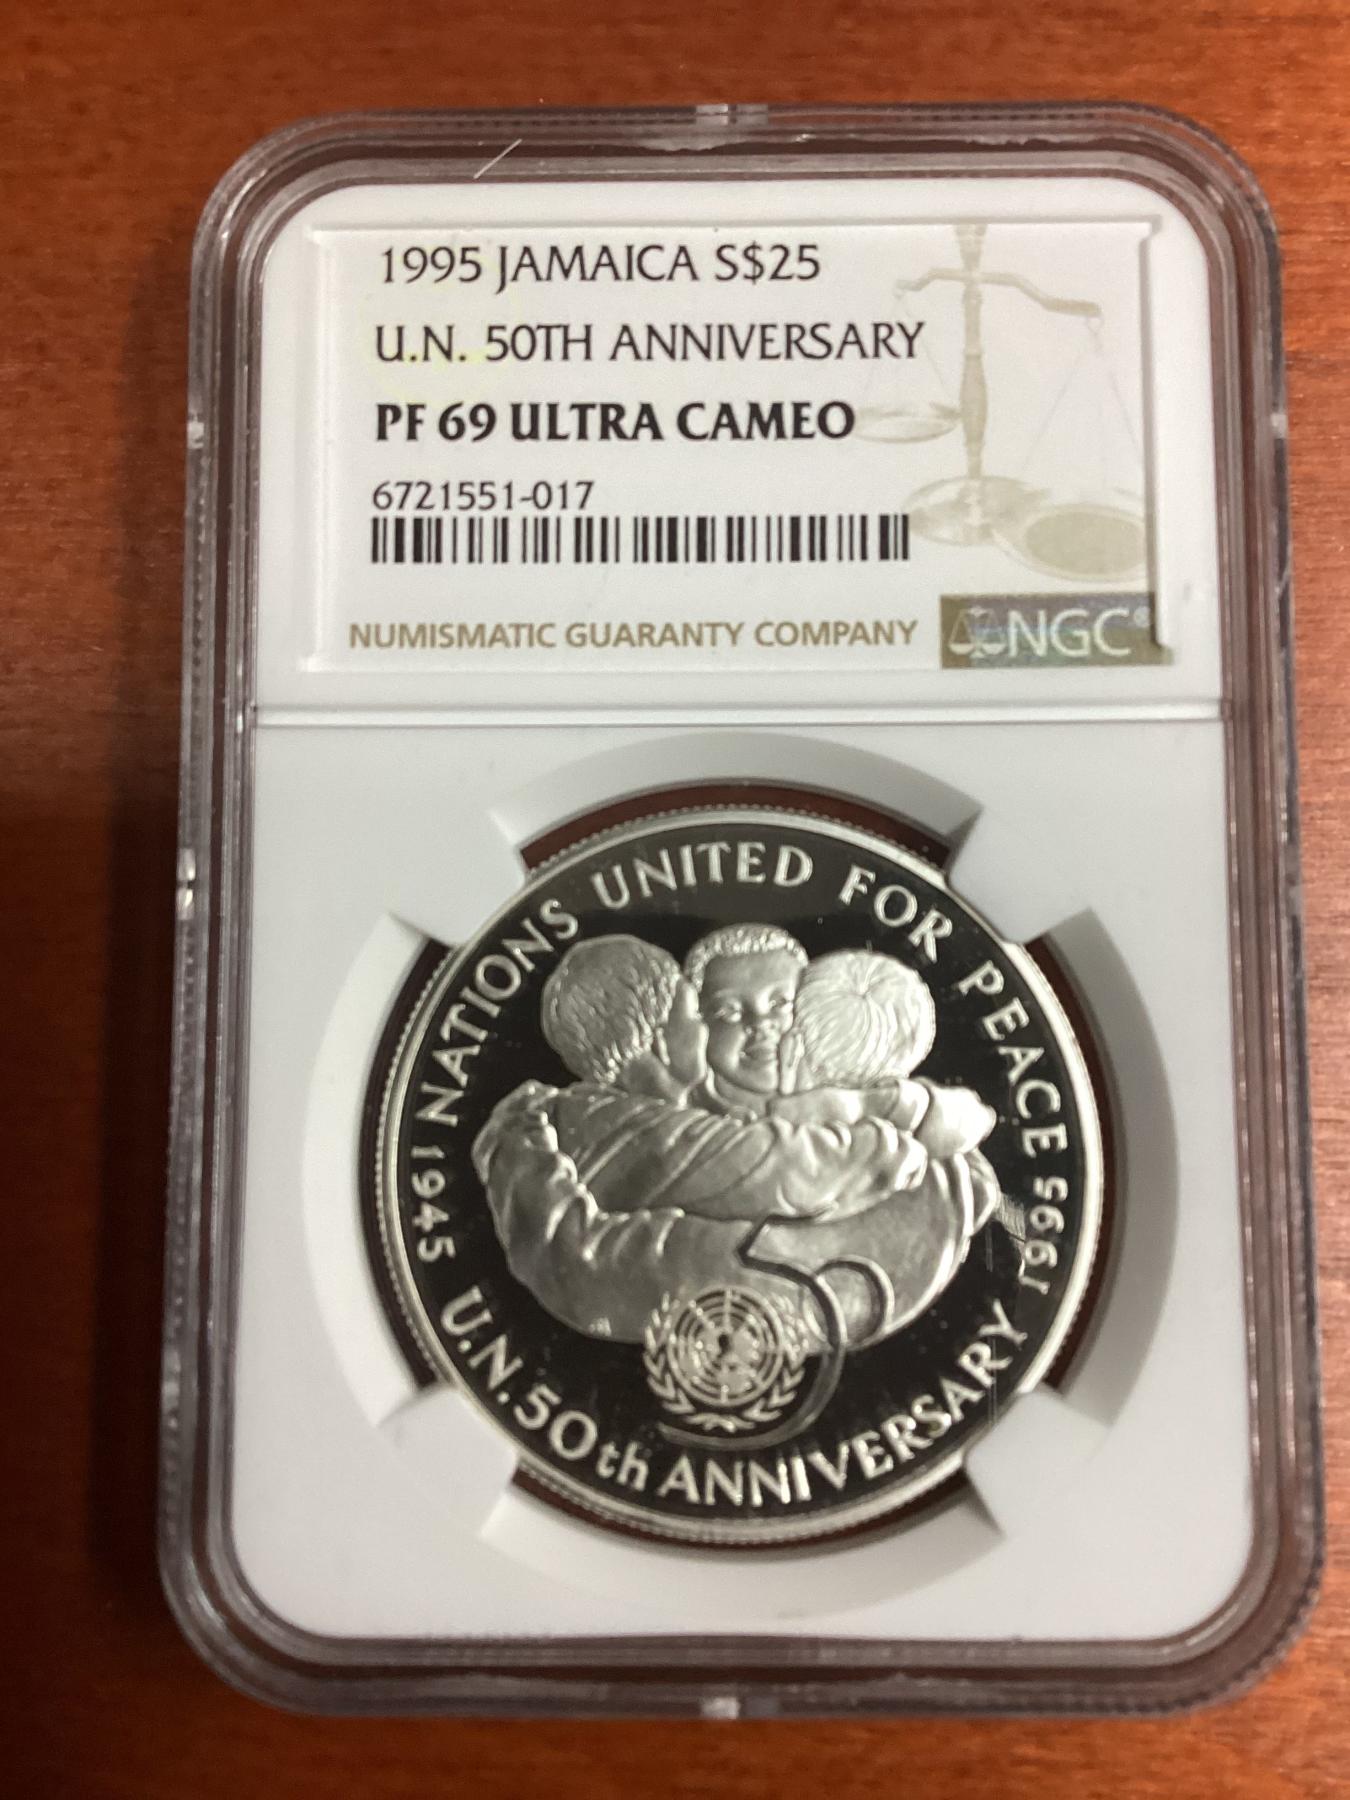 1995 JAMAICA S$25
U.N. 50TH ANNIVERSARY
PF 69 ULTRA CAMEO
6721551-017
NUMISMATIC GUARANTY COMPANY
NGC®
1945 NATIONS UNITED FOR PEACE 1995
U.N. 50th ANNIVERSARY
50